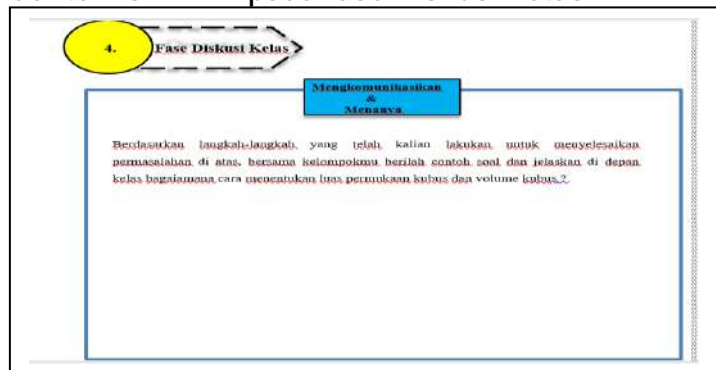 4.
Fase Diskusi Kelas
Mengkomunikasikan
&
Menanya
Berdasarkan langkah-langkah yang telah kalian lakukan untuk menyelesaikan
permasalahan di atas, bersama kelompokmu berilah contoh soal dan jelaskan di depan
kelas bagaiamana cara menentukan luas permukaan kubus dan volume kubus ?